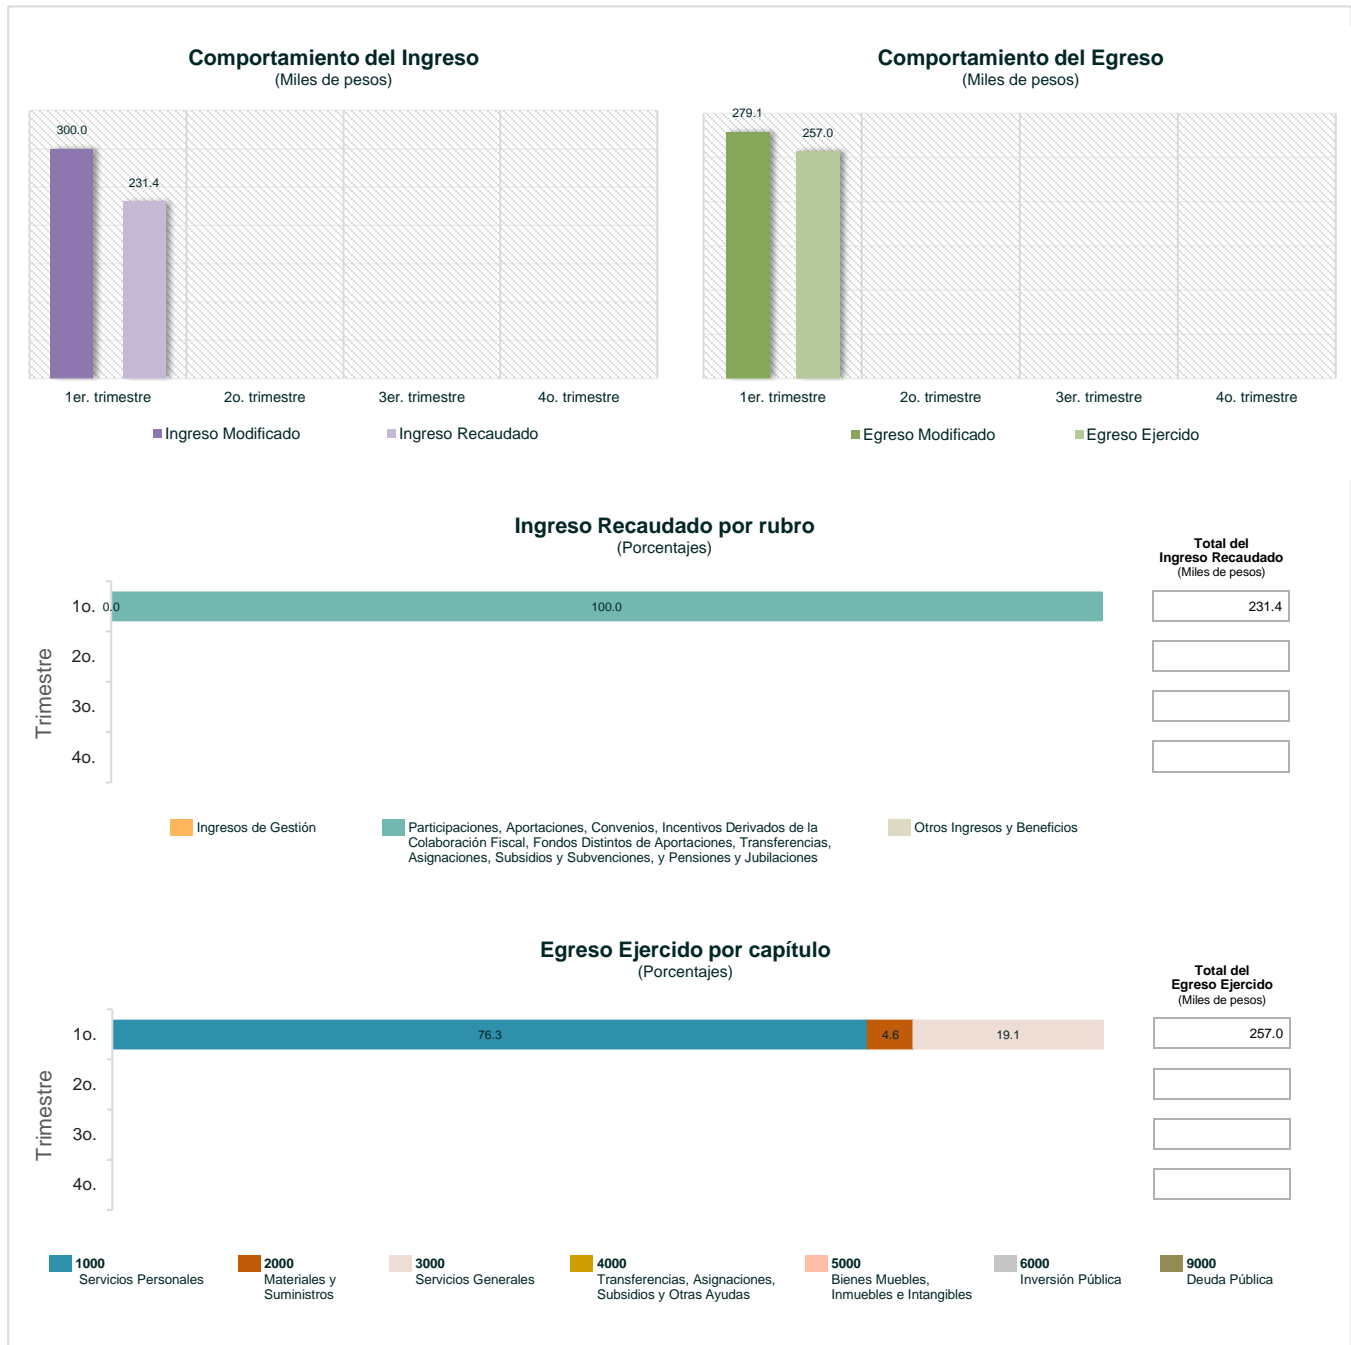 Comportamiento del Ingreso
(Miles de pesos)
300.0
231.4
1er. trimestre
2o. trimestre
3er. trimestre
4o. trimestre
Ingreso Modificado
Ingreso Recaudado
Comportamiento del Egreso
(Miles de pesos)
279.1
257.0
1er. trimestre
2o. trimestre
3er. trimestre
4o. trimestre
Egreso Modificado
Egreso Ejercido
Ingreso Recaudado por rubro
(Porcentajes)
Total del
Ingreso Recaudado
(Miles de pesos)
Trimestre
1o.
0.0
100.0
231.4
2o.
3o.
4o.
Ingresos de Gestión
Participaciones, Aportaciones, Convenios, Incentivos Derivados de la
Colaboración Fiscal, Fondos Distintos de Aportaciones, Transferencias,
Asignaciones, Subsidios y Subvenciones, y Pensiones y Jubilaciones
Otros Ingresos y Beneficios
Egreso Ejercido por capítulo
(Porcentajes)
Total del
Egreso Ejercido
(Miles de pesos)
Trimestre
1o.
76.3
4.6
19.1
257.0
2o.
3o.
4o.
1000
Servicios Personales
2000
Materiales y
Suministros
3000
Servicios Generales
4000
Transferencias, Asignaciones,
Subsidios y Otras Ayudas
5000
Bienes Muebles,
Inmuebles e Intangibles
6000
Inversión Pública
9000
Deuda Pública